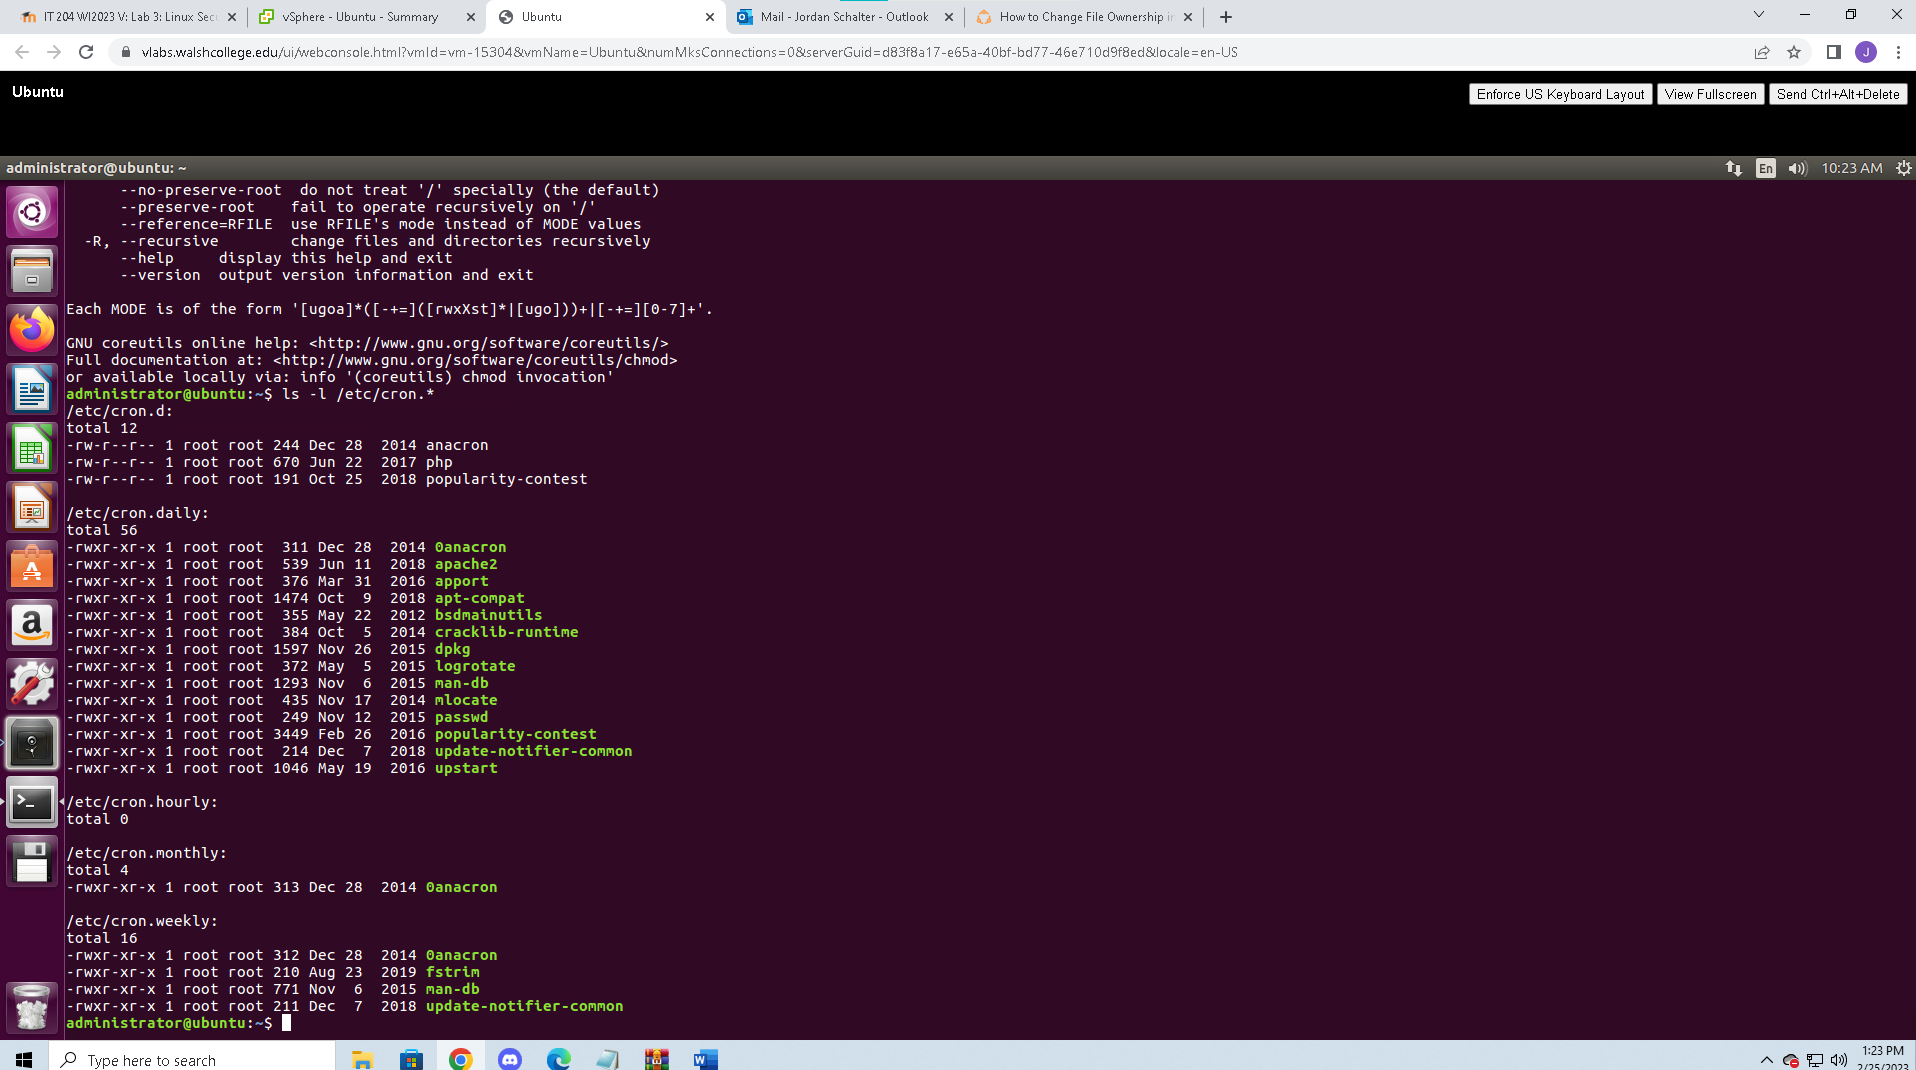 IT 204 WI2023 V: Lab 3: Linux Sec
vSphere - Ubuntu - Summary
Ubuntu
Mail - Jordan Schalter - Outlook
How to Change File Ownership in
vlabs.walshcollege.edu/ui/webconsole.html?vmId=vm-15304&vmName=Ubuntu&numMksConnections=0&serverGuid=d83f8a17-e65a-40bf-bd77-46e710d9f8ed&locale=en-US
J
Ubuntu
Enforce US Keyboard Layout
View Fullscreen
Send Ctrl+Alt+Delete
administrator@ubuntu: ~
En
10:23 AM
--no-preserve-root  do not treat '/' specially (the default)
--preserve-root    fail to operate recursively on '/'
--reference=RFILE  use RFILE's mode instead of MODE values
-R, --recursive        change files and directories recursively
--help     display this help and exit
--version  output version information and exit
Each MODE is of the form '[ugoa]*([-+=]([rwxXst]*|[ugo]))+|[-+=][0-7]+'.
GNU coreutils online help: <http://www.gnu.org/software/coreutils/>
Full documentation at: <http://www.gnu.org/software/coreutils/chmod>
or available locally via: info '(coreutils) chmod invocation'
administrator@ubuntu:~$ ls -l /etc/cron.*
/etc/cron.d:
total 12
-rw-r--r-- 1 root root 244 Dec 28  2014 anacron
-rw-r--r-- 1 root root 670 Jun 22  2017 php
-rw-r--r-- 1 root root 191 Oct 25  2018 popularity-contest
/etc/cron.daily:
total 56
-rwxr-xr-x 1 root root  311 Dec 28  2014 0anacron
-rwxr-xr-x 1 root root  539 Jun 11  2018 apache2
-rwxr-xr-x 1 root root  376 Mar 31  2016 apport
-rwxr-xr-x 1 root root 1474 Oct  9  2018 apt-compat
-rwxr-xr-x 1 root root  355 May 22  2012 bsdmainutils
-rwxr-xr-x 1 root root  384 Oct  5  2014 cracklib-runtime
-rwxr-xr-x 1 root root 1597 Nov 26  2015 dpkg
-rwxr-xr-x 1 root root  372 May  5  2015 logrotate
-rwxr-xr-x 1 root root 1293 Nov  6  2015 man-db
-rwxr-xr-x 1 root root  435 Nov 17  2014 mlocate
-rwxr-xr-x 1 root root  249 Nov 12  2015 passwd
-rwxr-xr-x 1 root root 3449 Feb 26  2016 popularity-contest
-rwxr-xr-x 1 root root  214 Dec  7  2018 update-notifier-common
-rwxr-xr-x 1 root root 1046 May 19  2016 upstart
/etc/cron.hourly:
total 0
/etc/cron.monthly:
total 4
-rwxr-xr-x 1 root root 313 Dec 28  2014 0anacron
/etc/cron.weekly:
total 16
-rwxr-xr-x 1 root root 312 Dec 28  2014 0anacron
-rwxr-xr-x 1 root root 210 Aug 23  2019 fstrim
-rwxr-xr-x 1 root root 771 Nov  6  2015 man-db
-rwxr-xr-x 1 root root 211 Dec  7  2018 update-notifier-common
administrator@ubuntu:~$
Type here to search
1:23 PM
2/25/2023